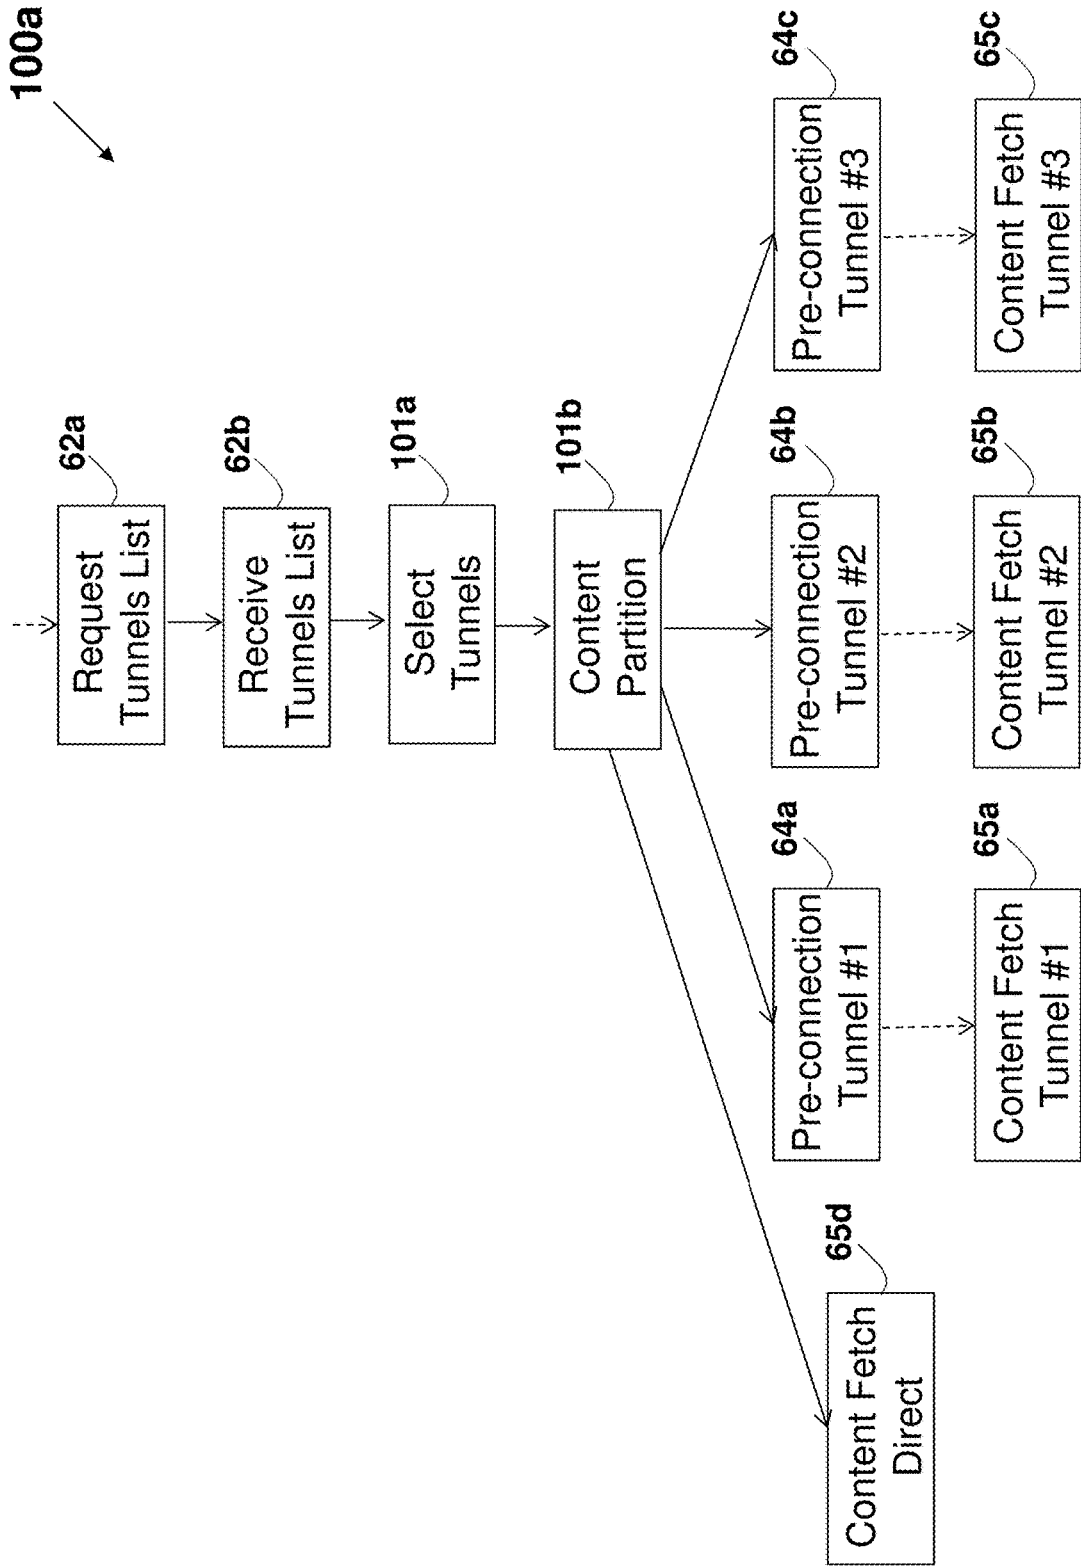 100a
62a
Request
Tunnels List
62b
Receive
Tunnels List
101a
Select
Tunnels
101b
Content
Partition
65d
Content Fetch
Direct
64a
Pre-connection
Tunnel #1
64b
Pre-connection
Tunnel #2
64c
Pre-connection
Tunnel #3
65a
Content Fetch
Tunnel #1
65b
Content Fetch
Tunnel #2
65c
Content Fetch
Tunnel #3